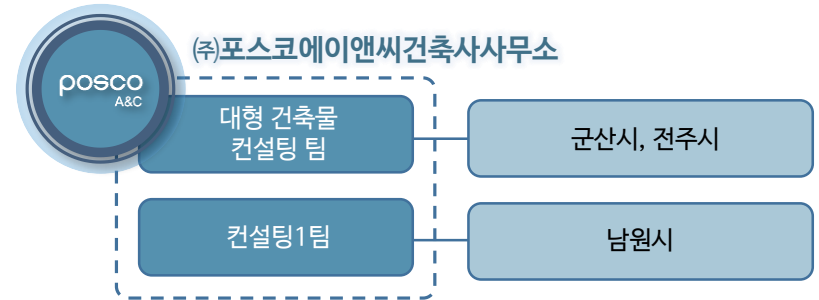 ㈜포스코에이앤씨건축사사무소
posco
A&C
대형 건축물
컨설팅 팀
군산시, 전주시
컨설팅1팀
남원시